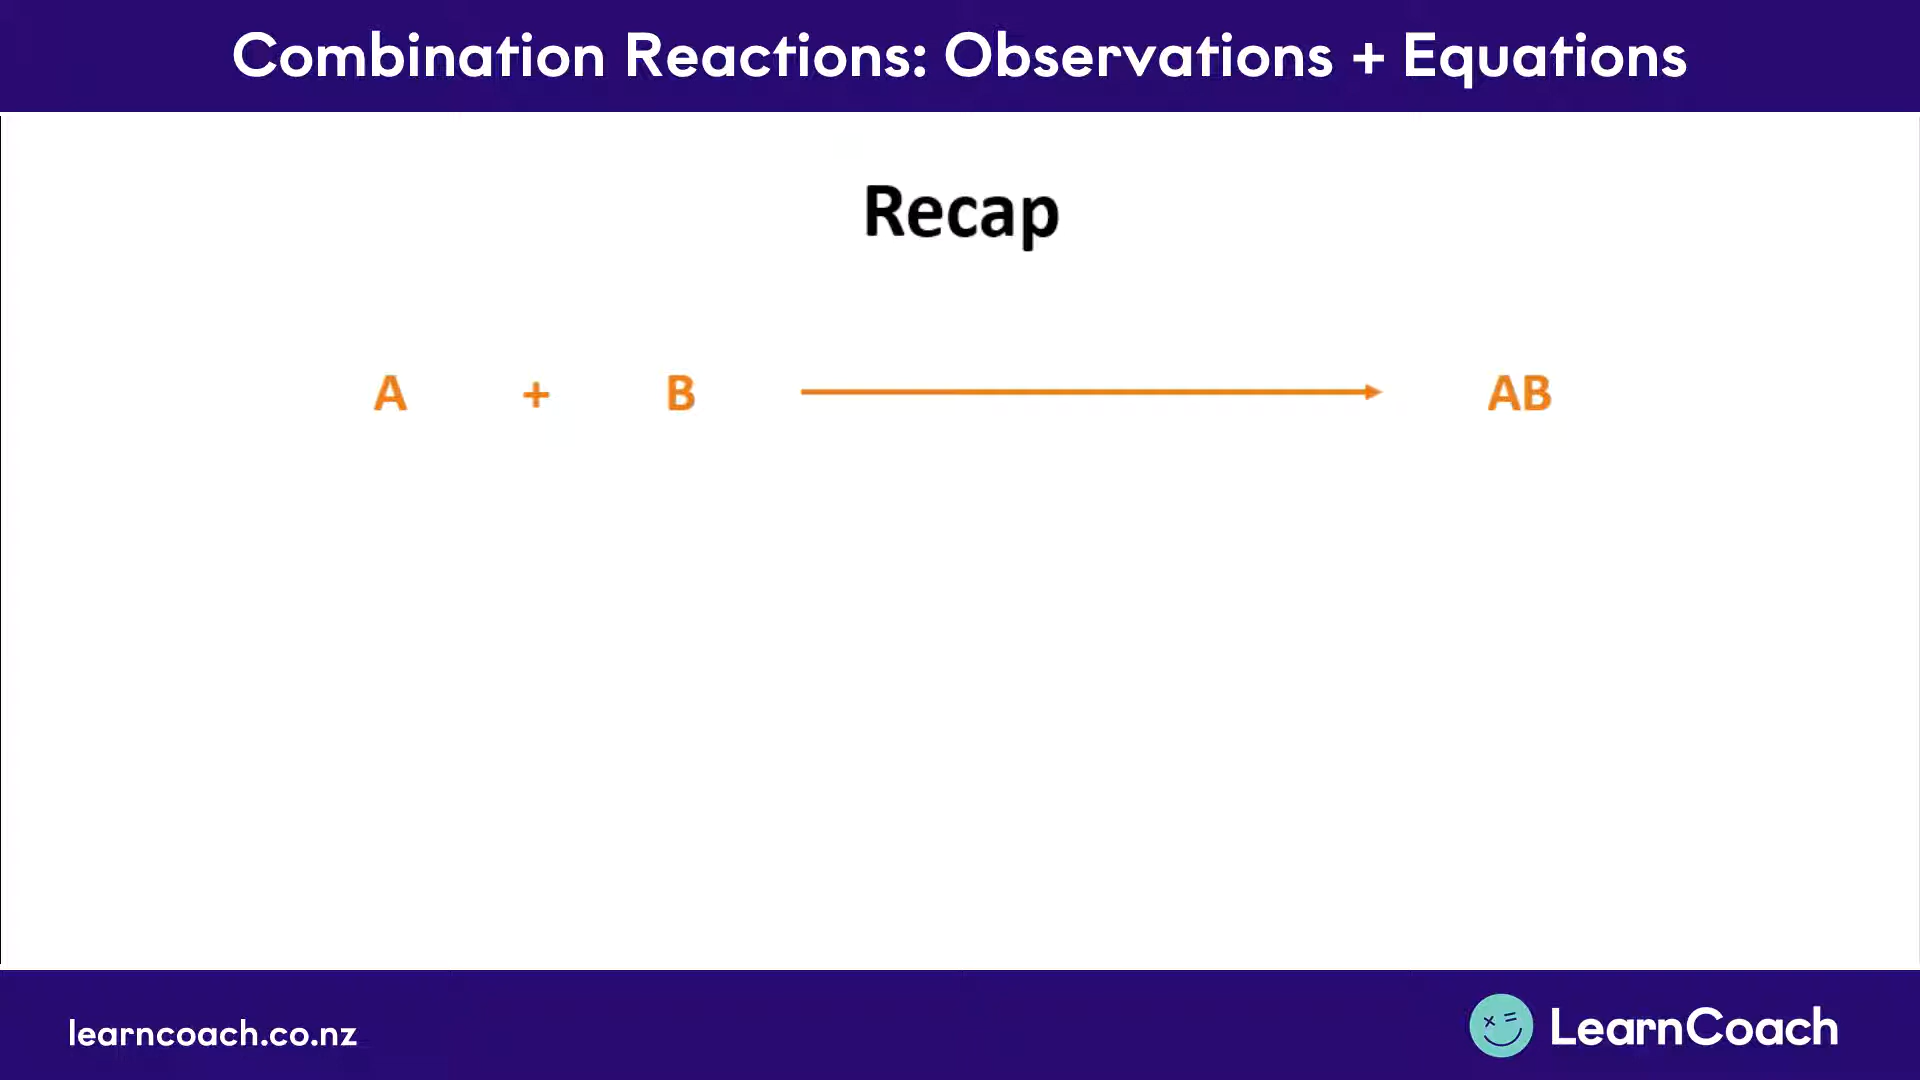 Combination Reactions: Observations + Equations
Recap
A + B → AB
learncoach.co.nz
LearnCoach